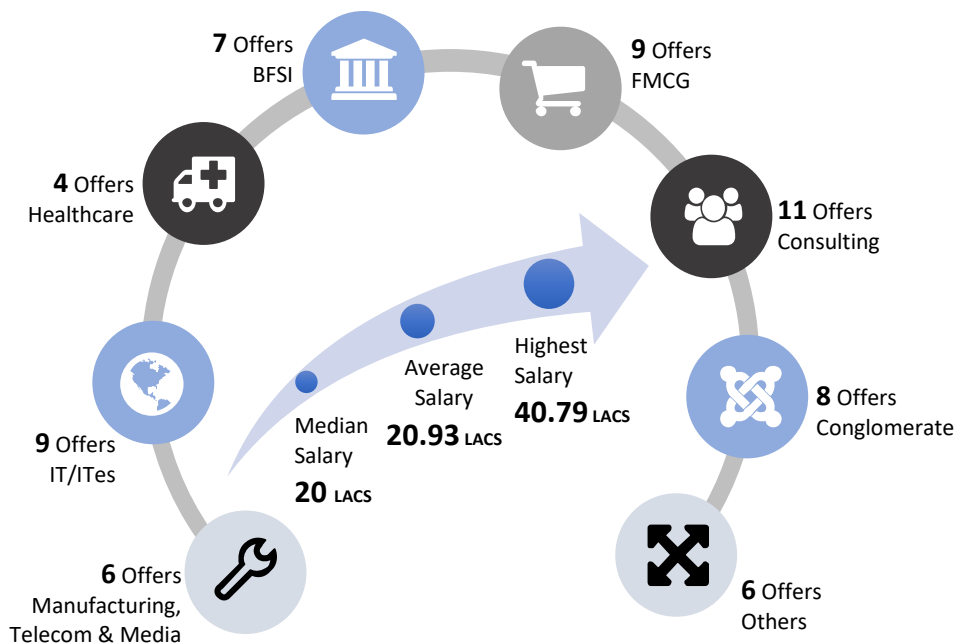 7 Offers
BFSI
9 Offers
FMCG
4 Offers
Healthcare
11 Offers
Consulting
Median
Salary
20 LACS
Average
Salary
20.93 LACS
Highest
Salary
40.79 LACS
9 Offers
IT/ITes
8 Offers
Conglomerate
6 Offers
Manufacturing,
Telecom & Media
6 Offers
Others